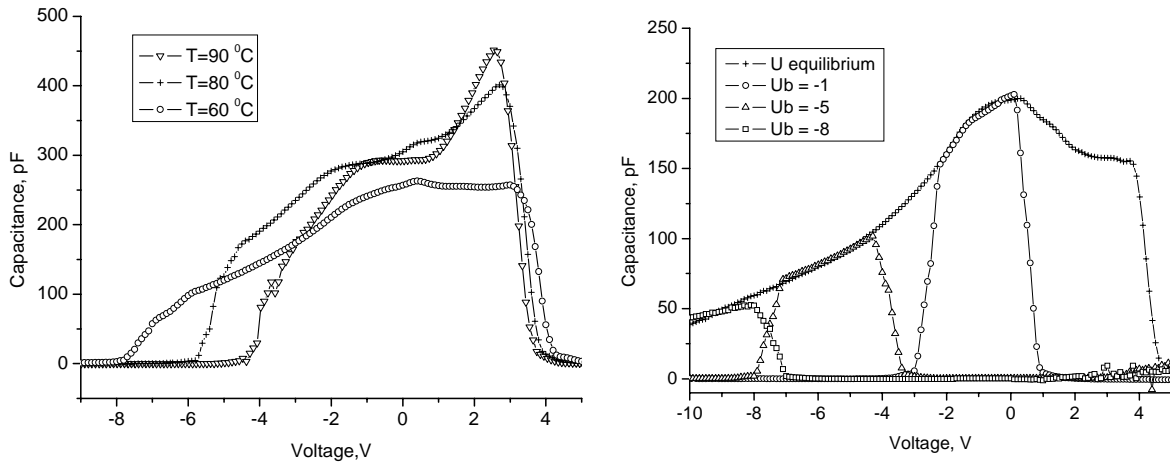 500
400
300
200
100
0
-8
-6
-4
-2
0
2
4
Capacitance, pF
Voltage,V
T=90 ⁰C
T=80 ⁰C
T=60 ⁰C
250
200
150
100
50
0
-10
-8
-6
-4
-2
0
2
4
Capacitance, pF
Voltage, V
U equilibrium
Ub = -1
Ub = -5
Ub = -8